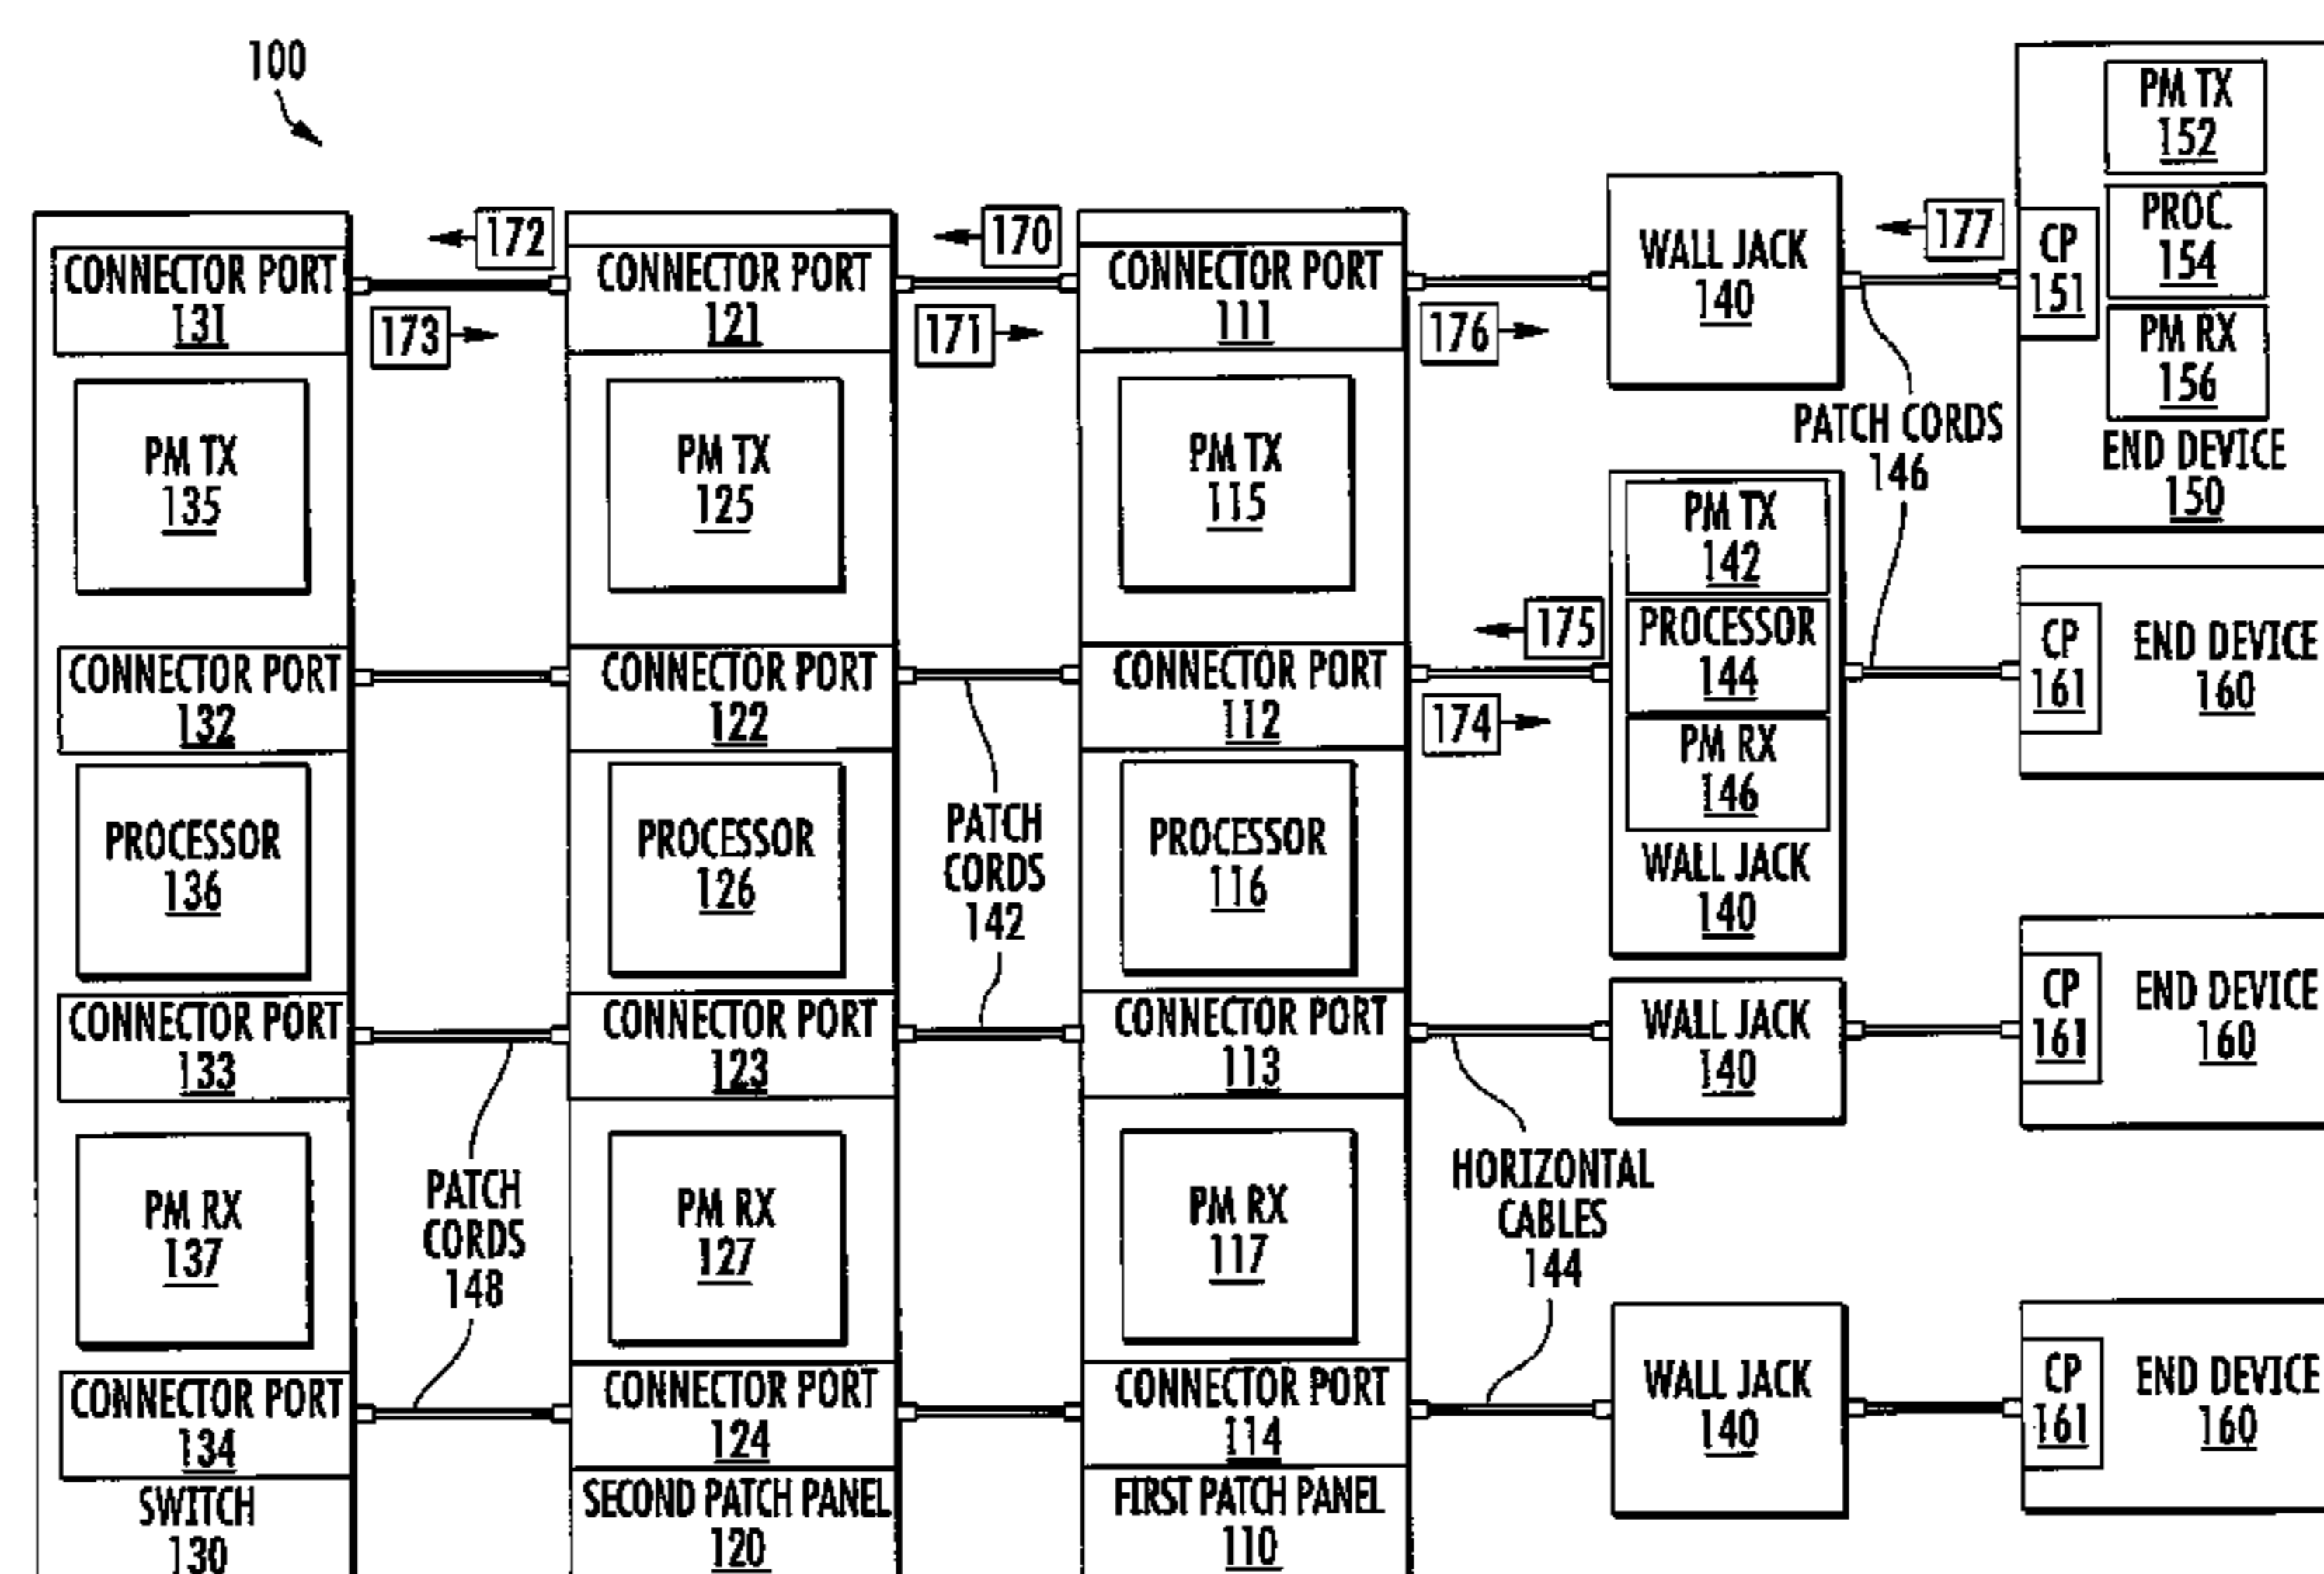 100
172
170
177
173
171
176
CONNECTOR PORT
131
PM TX
135
CONNECTOR PORT
132
PROCESSOR
136
CONNECTOR PORT
133
PM RX
137
CONNECTOR PORT
134
SWITCH
130
PATCH
CORDS
148
CONNECTOR PORT
121
PM TX
125
CONNECTOR PORT
122
PROCESSOR
126
CONNECTOR PORT
123
PM RX
127
CONNECTOR PORT
124
SECOND PATCH PANEL
120
PATCH
CORDS
142
CONNECTOR PORT
111
PM TX
115
CONNECTOR PORT
112
PROCESSOR
116
CONNECTOR PORT
113
PM RX
117
CONNECTOR PORT
114
FIRST PATCH PANEL
110
175
174
HORIZONTAL
CABLES
144
WALL JACK
140
PM TX
142
PROCESSOR
144
PM RX
146
WALL JACK
140
WALL JACK
140
WALL JACK
140
PATCH CORDS
146
PM TX
152
CP
151
PROC.
154
PM RX
156
END DEVICE
150
CP
161
END DEVICE
160
CP
161
END DEVICE
160
CP
161
END DEVICE
160